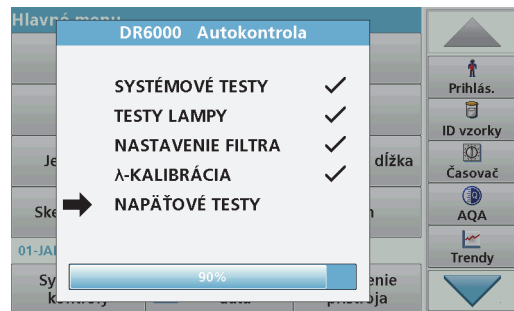 Hlavné menu
DR6000 Autokontrola
SYSTÉMOVÉ TESTY
TESTY LAMPY
NASTAVENIE FILTRA
λ-KALIBRÁCIA
NAPÄŤOVÉ TESTY
90%
dĺžka
Prihlás.
ID vzorky
Časovač
AQA
Trendy